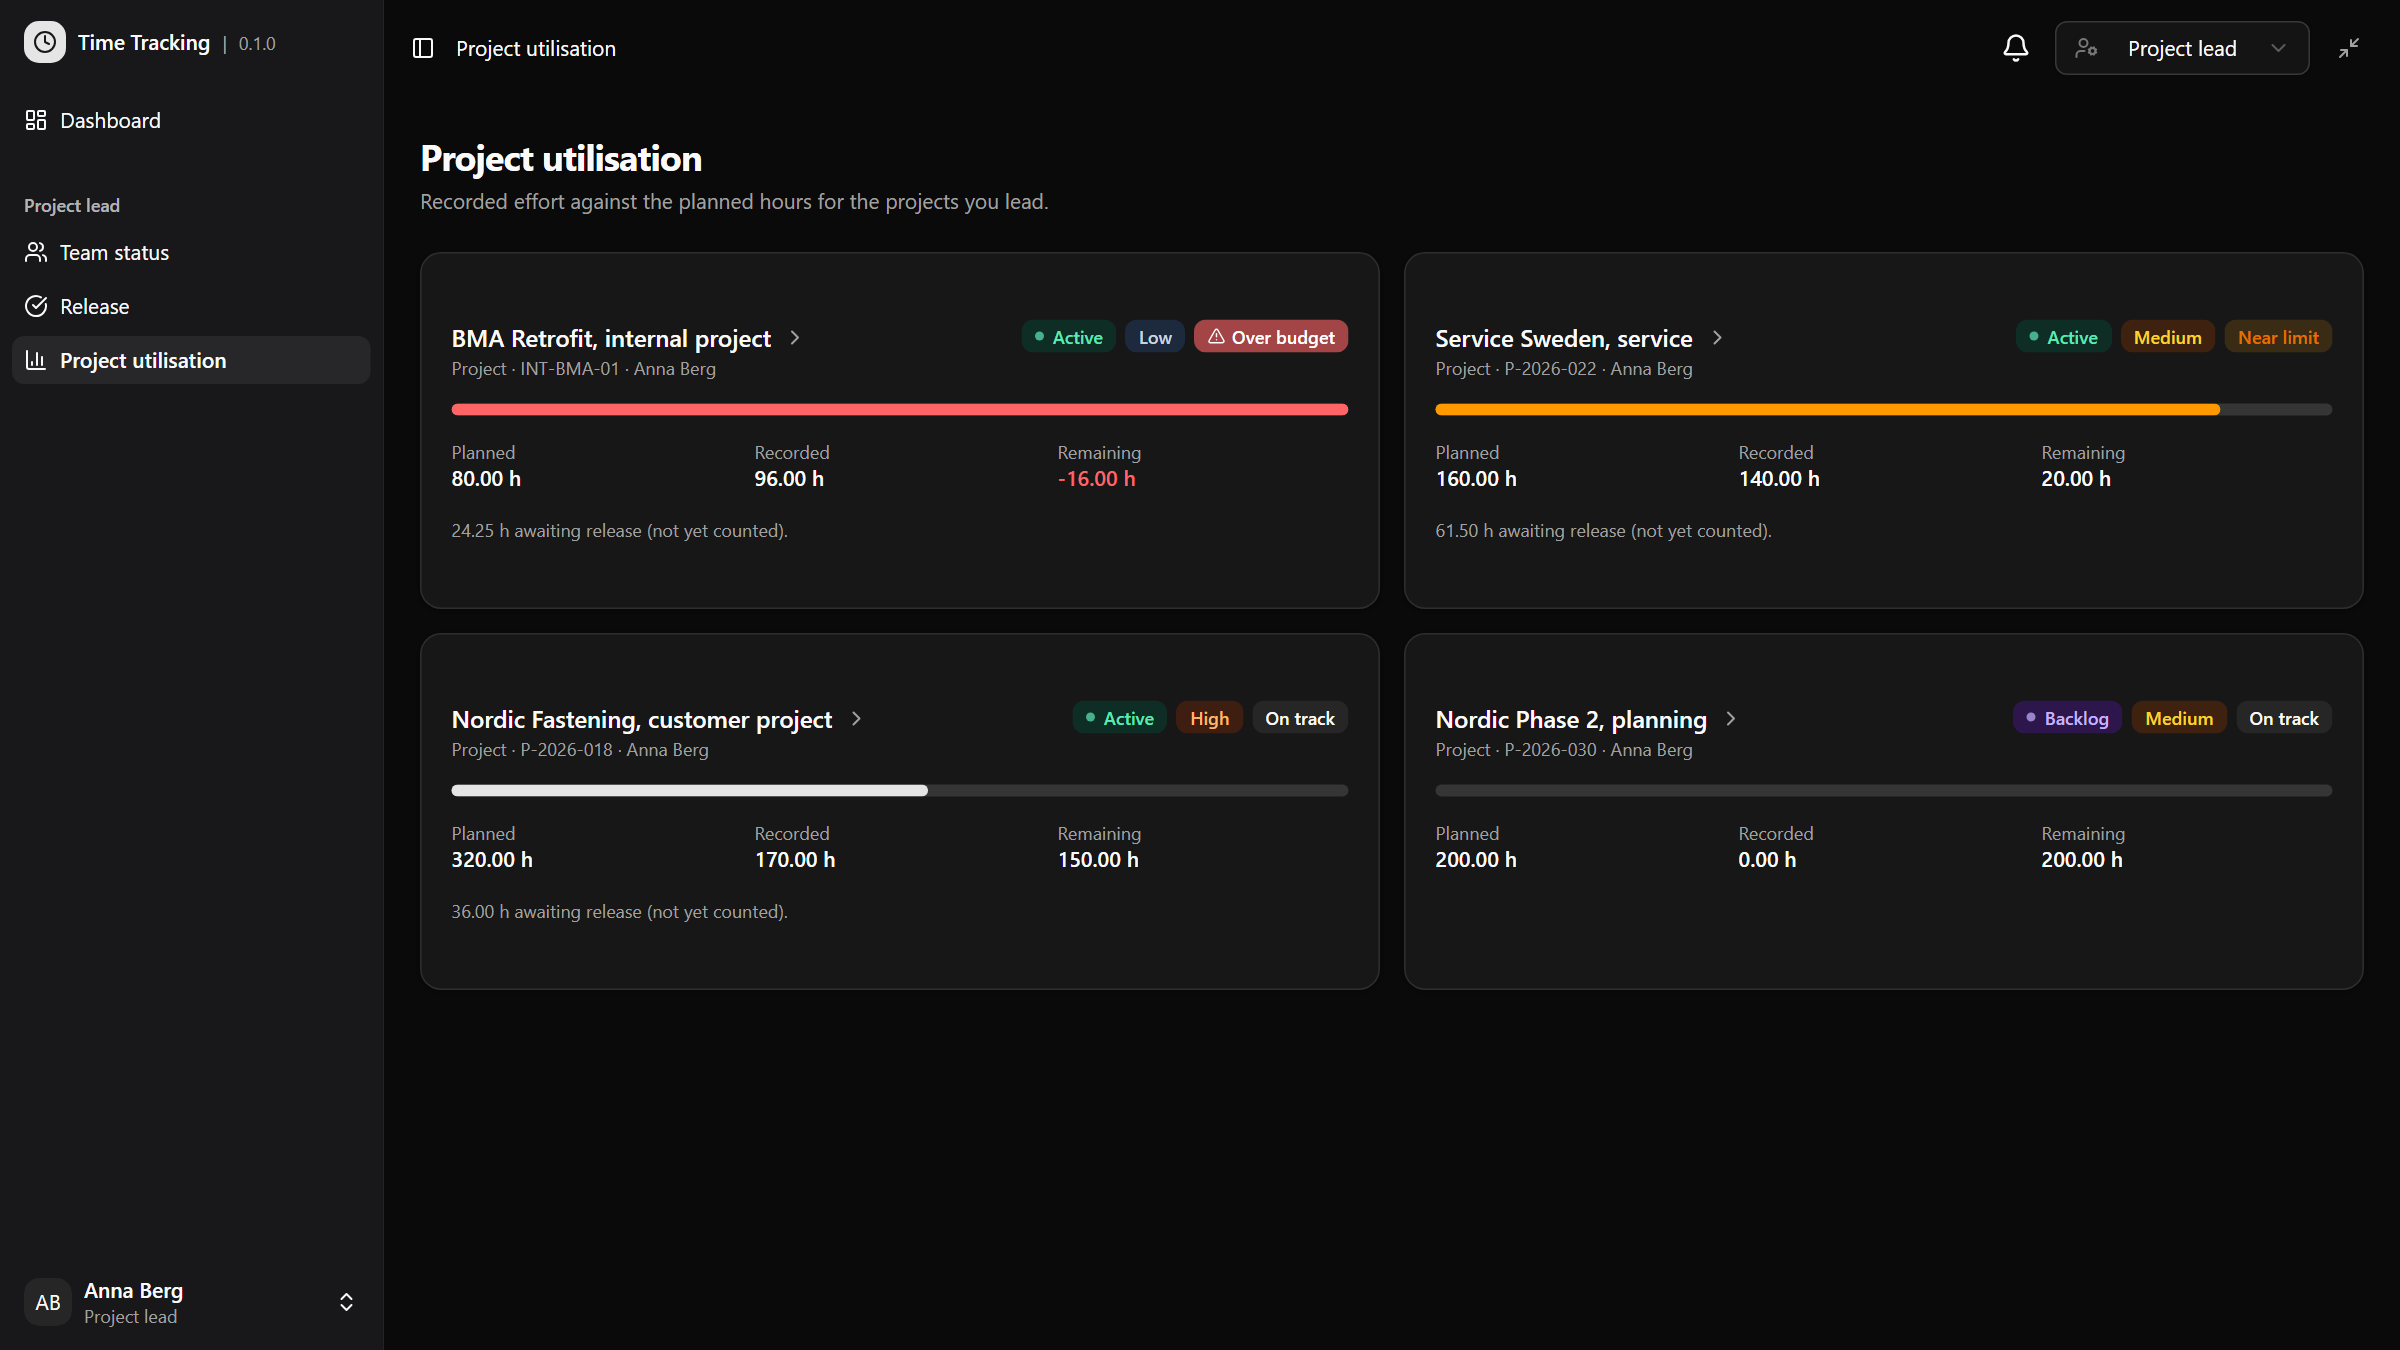 Time Tracking | 0.1.0
Dashboard
Project lead
Team status
Release
Project utilisation
AB
Anna Berg
Project lead
Project utilisation
Project lead
Project utilisation
Recorded effort against the planned hours for the projects you lead.
BMA Retrofit, internal project
Active
Low
Over budget
Project · INT-BMA-01 · Anna Berg
Planned
Recorded
Remaining
80.00 h
96.00 h
-16.00 h
24.25 h awaiting release (not yet counted).
Service Sweden, service
Active
Medium
Near limit
Project · P-2026-022 · Anna Berg
Planned
Recorded
Remaining
160.00 h
140.00 h
20.00 h
61.50 h awaiting release (not yet counted).
Nordic Fastening, customer project
Active
High
On track
Project · P-2026-018 · Anna Berg
Planned
Recorded
Remaining
320.00 h
170.00 h
150.00 h
36.00 h awaiting release (not yet counted).
Nordic Phase 2, planning
Backlog
Medium
On track
Project · P-2026-030 · Anna Berg
Planned
Recorded
Remaining
200.00 h
0.00 h
200.00 h